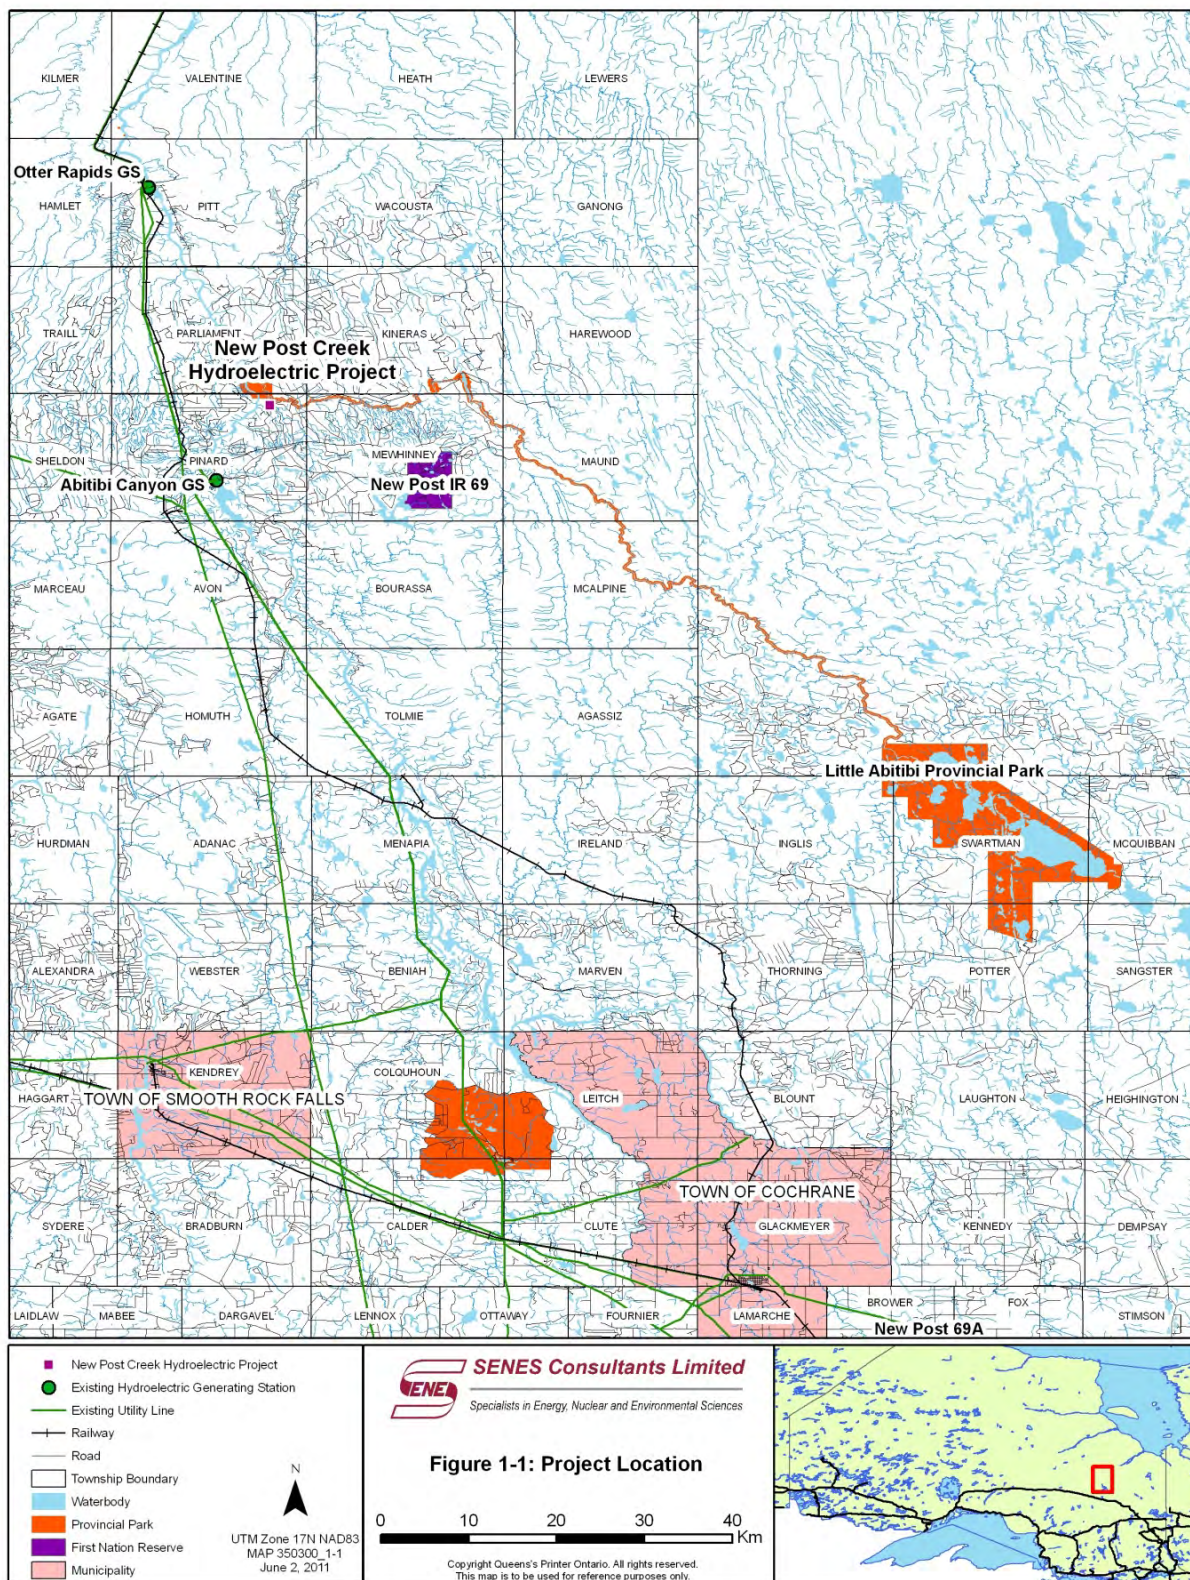 KILMER
VALENTINE
HEATH
LEWERS
Otter Rapids GS
HAMLET
PITT
WACOUSTA
GANONG
TRAILL
PARLIAMENT
KINERAS
HAREWOOD
New Post Creek
Hydroelectric Project
SHELDON
PINARD
MEWHINNEY
MAUND
Abitibi Canyon GS
New Post IR 69
MARCEAU
AVON
BOURASSA
MCALPINE
AGATE
HOMUTH
TOLMIE
AGASSIZ
Little Abitibi Provincial Park
HURDMAN
ADANAC
MENAPIA
IRELAND
INGLIS
SWARTMAN
MCQUIBBAN
ALEXANDRA
WEBSTER
BENIAH
MARVEN
THORNING
POTTER
SANGSTER
KENDREY
COLQUHOUN
HAGGART
TOWN OF SMOOTH ROCK FALLS
LEITCH
BLOUNT
LAUGHTON
HEIGHINGTON
TOWN OF COCHRANE
SYDERE
BRADBURN
CALDER
CLUTE
GLACKMEYER
KENNEDY
DEMPSAY
LAIDLAW
MABEE
DARGAVEL
LENNOX
OTTAWAY
FOURNIER
LAMARCHE
BROWER
FOX
STIMSON
New Post 69A
New Post Creek Hydroelectric Project
Existing Hydroelectric Generating Station
Existing Utility Line
Railway
Road
Township Boundary
Waterbody
Provincial Park
First Nation Reserve
Municipality
N
UTM Zone 17N NAD83
MAP 350300_1-1
June 2, 2011
SENES
SENES Consultants Limited
Specialists in Energy, Nuclear and Environmental Sciences
Figure 1-1: Project Location
0 10 20 30 40
Km
Copyright Queens's Printer Ontario. All rights reserved.
This map is to be used for reference purposes only.